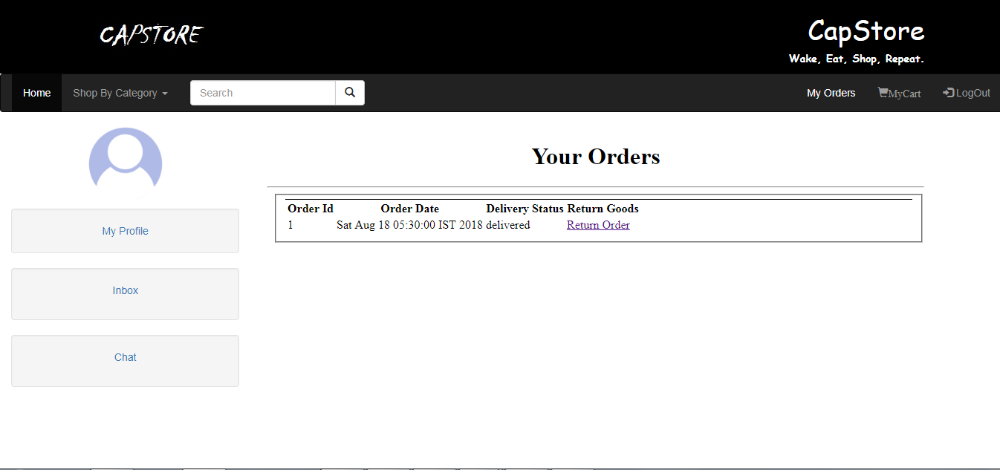 CAPSTORE
CapStore
Wake, Eat, Shop, Repeat.
Home Shop By Category Search My Orders MyCart LogOut
Your Orders
Order Id Order Date Delivery Status Return Goods
1 Sat Aug 18 05:30:00 IST 2018 delivered Return Order
My Profile
Inbox
Chat